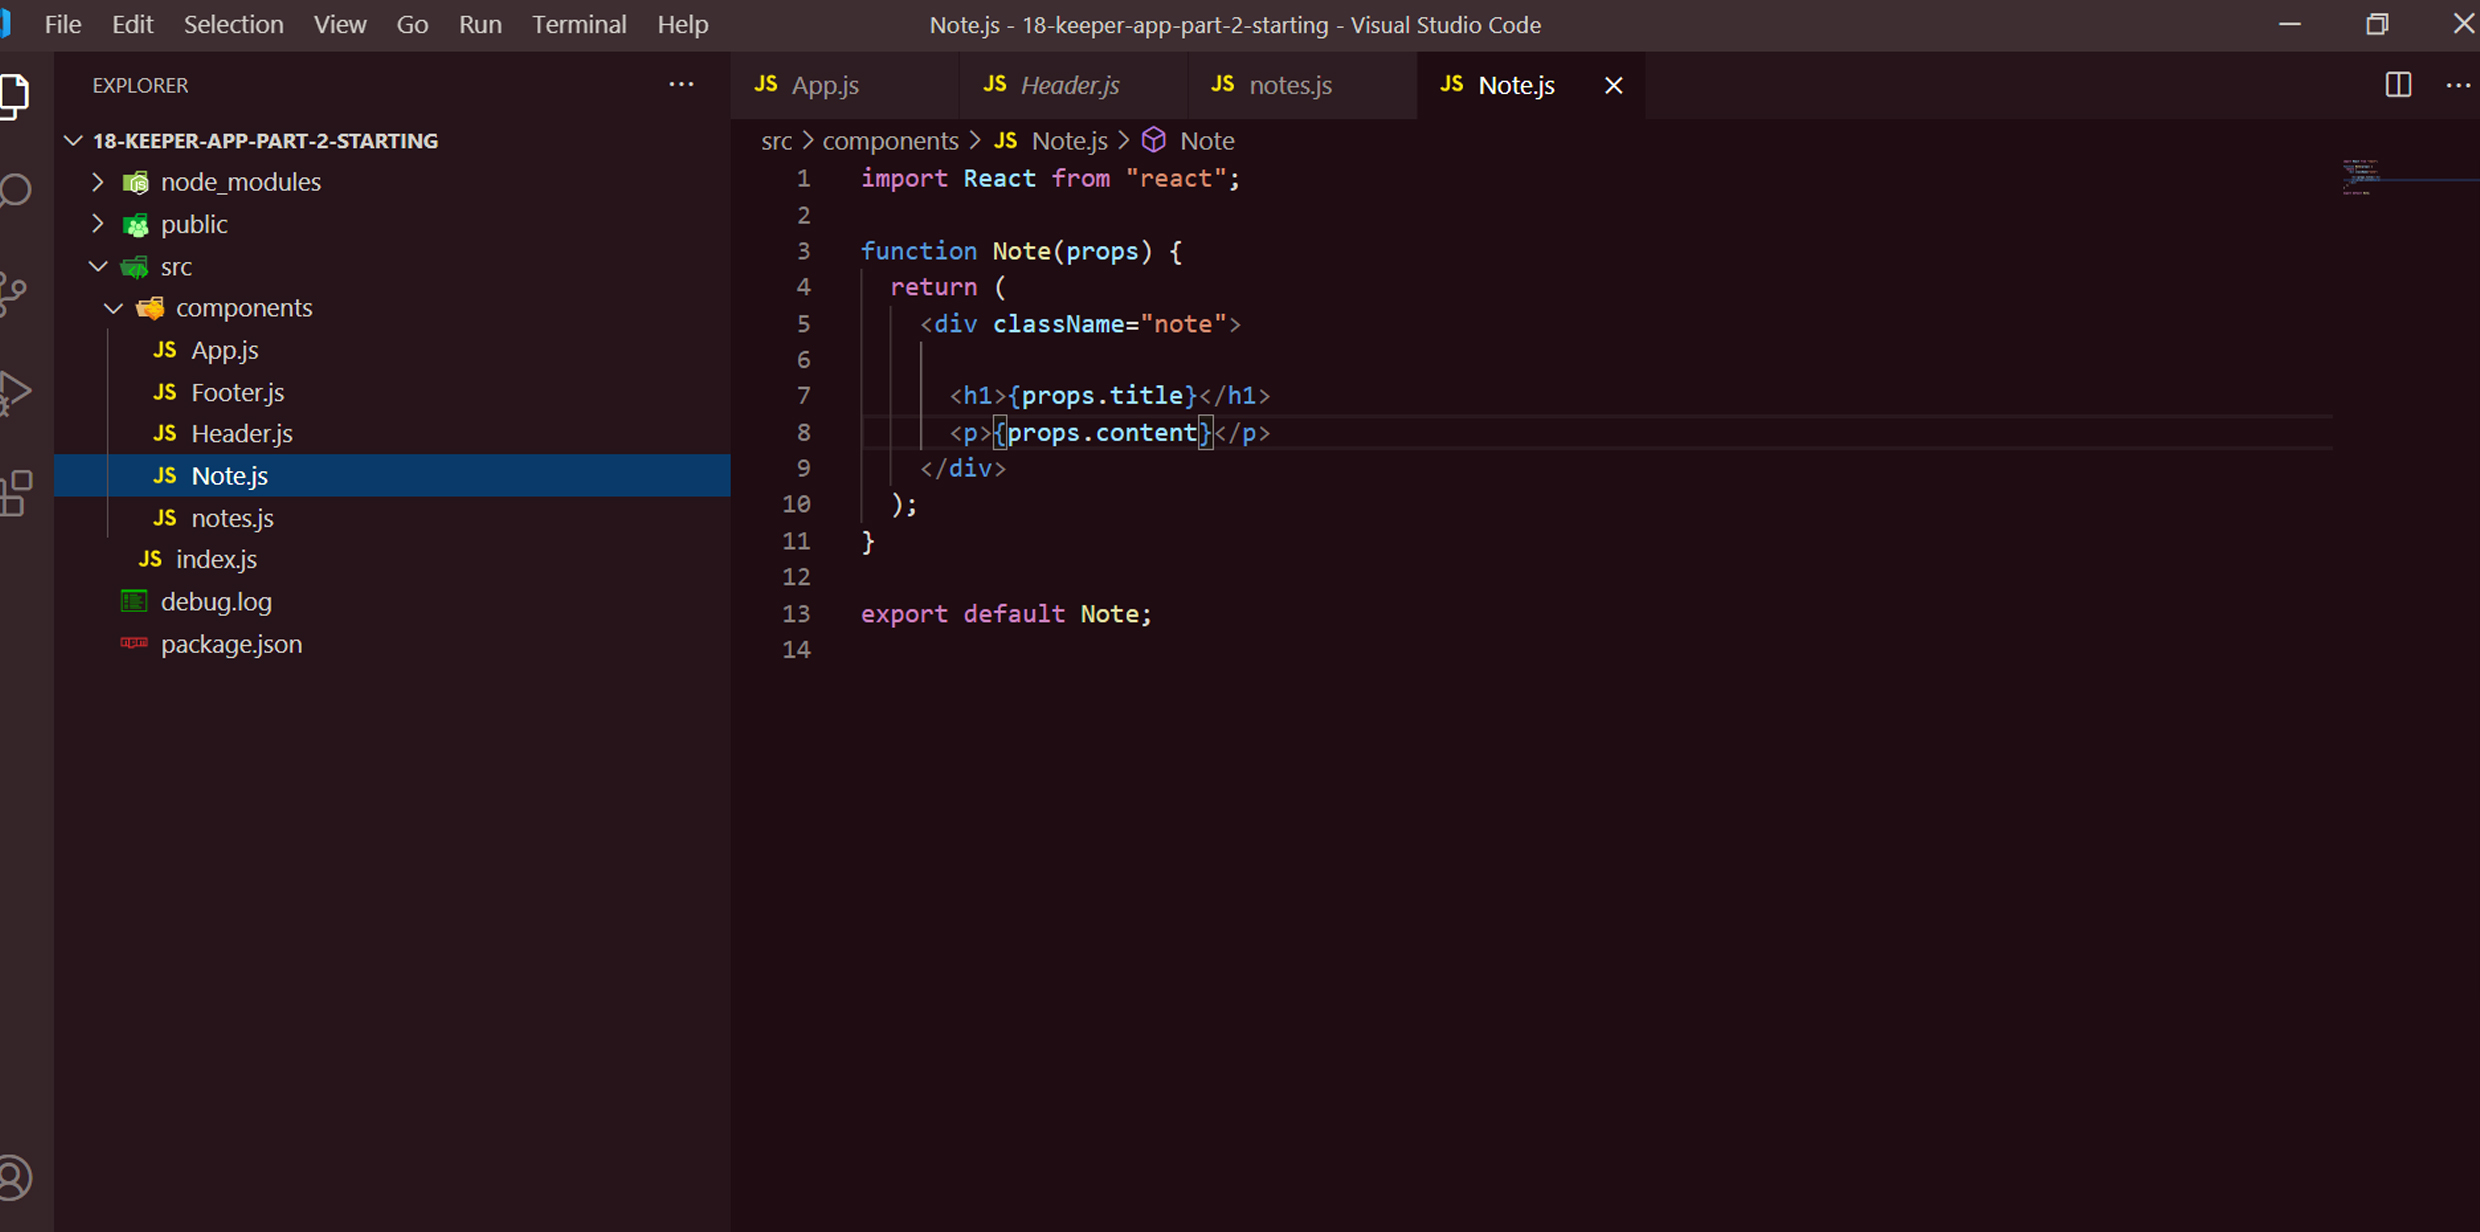 File Edit Selection View Go Run Terminal Help Note.js - 18-keeper-app-part-2-starting - Visual Studio Code
EXPLORER
18-KEEPER-APP-PART-2-STARTING
node_modules
public
src
components
JS App.js
JS Footer.js
JS Header.js
JS Note.js
JS notes.js
JS index.js
debug.log
npm package.json
JS App.js JS Header.js JS notes.js JS Note.js
src > components > JS Note.js > Note
1 import React from "react";
2
3 function Note(props) {
4 return (
5 <div className="note">
6
7 <h1>{props.title}</h1>
8 <p>{props.content}</p>
9 </div>
10 );
11 }
12
13 export default Note;
14